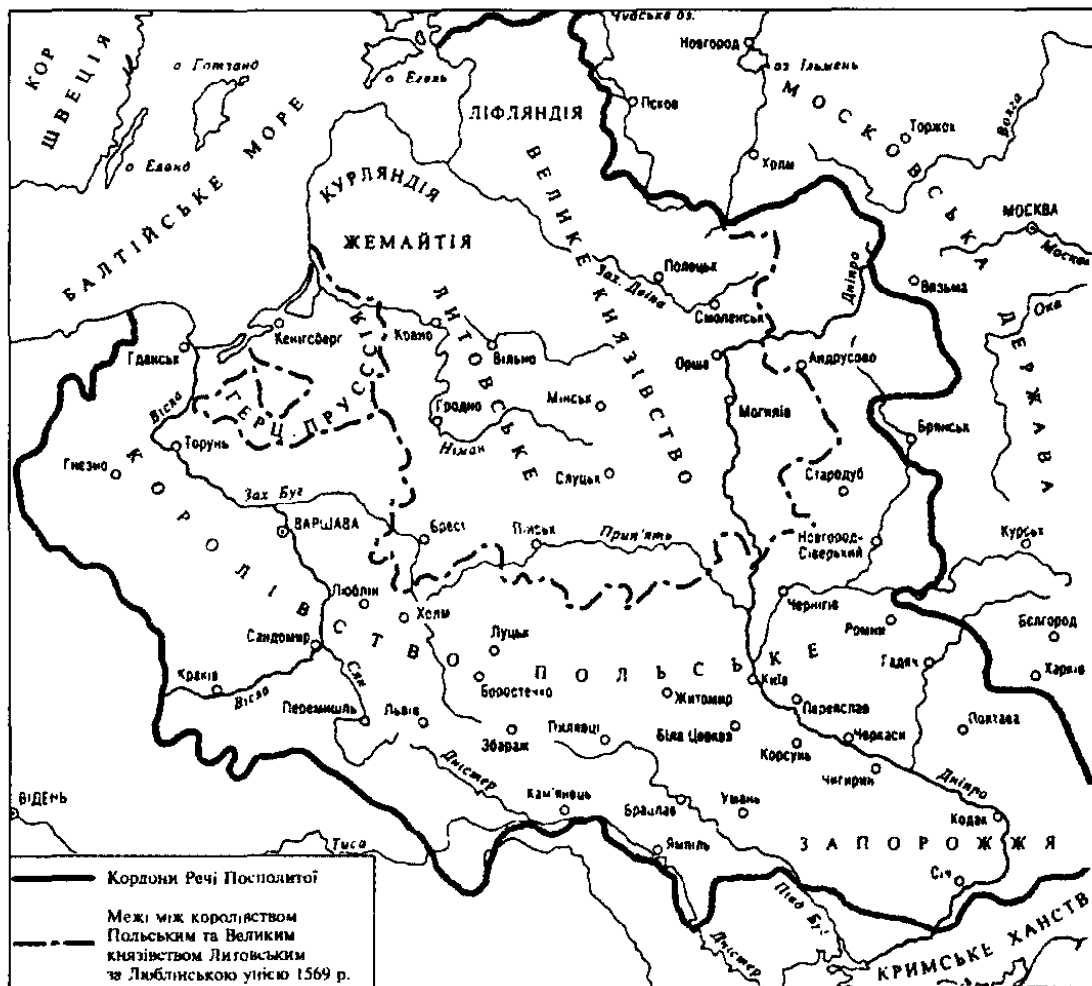 КОР
ШВЕЦІЯ
Готланд
Еланд
Езель
БАЛТІЙСЬКЕ МОРЕ
Чудське оз.
Новгород
оз Ільмень
Псков
МОСКОВСЬКА ДЕРЖАВА
Торжок
Волга
Холм
МОСКВА
Москва
Вязьма
Ока
ЛІФЛЯНДІЯ
КУРЛЯНДІЯ
ЖЕМАЙТІЯ
ВЕЛИКЕ КНЯЗІВСТВО
ЛИТОВСЬКЕ
Полоцьк
Зах. Двіна
Смоленськ
Дніпро
Кенігсберг
Ковно
Вільно
Орша
Андрусово
Гданськ
ГЕРЦ. ПРУССЬКІ
Вісла
Гродно
Німан
Мінськ
Могилів
Брянськ
Торунь
Гнєзно
Слуцьк
Стародуб
Зах Буг
ВАРШАВА
Брест
Пінськ
Прип'ять
Новгород-
Сіверський
Курськ
КОРОЛІВСТВО ПОЛЬСЬКЕ
Люблін
Холм
Чернігів
Ромни
Бєлгород
Сандомир
Луцьк
Гадяч
Харків
Краків
Вісла
Сян
Берестечко
Житомир
Київ
Переяслав
Перемишль
Львів
Збараж
Пилявці
Біла Церква
Корсунь
Черкаси
Полтава
Чигирин
Дністер
Дніпро
ВІДЕНЬ
Кам'янець
Брацлав
Умань
Кодак
Тиса
Ямпіль
ЗАПОРОЖЖЯ
Січ
Півд Буг
Дністер
КРИМСЬКЕ ХАНСТВ
Кордони Речі Посполитої
Межі між королівством
Польським та Великим
князівством Литовським
за Люблінською унією 1569 р.